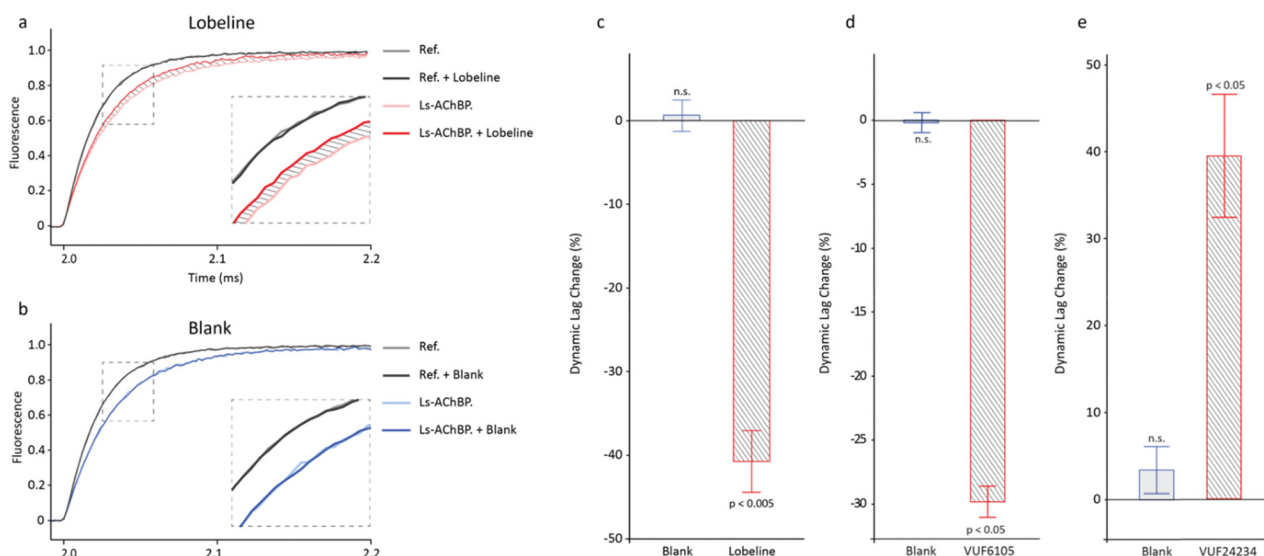 a
Lobeline
1.0
0.8
0.6
0.4
0.2
0
Fluorescence
2.0
2.1
2.2
Time (ms)
Ref.
Ref. + Lobeline
Ls-AChBP.
Ls-AChBP. + Lobeline
b
Blank
1.0
0.8
0.6
0.4
0.2
0
Fluorescence
2.0
2.1
2.2
Ref.
Ref. + Blank
Ls-AChBP.
Ls-AChBP. + Blank
c
0
-10
-20
-30
-40
-50
Dynamic Lag Change (%)
n.s.
p < 0.005
Blank
Lobeline
d
0
-5
-10
-15
-20
-25
-30
Dynamic Lag Change (%)
n.s.
p < 0.05
Blank
VUF6105
e
50
40
30
20
10
0
Dynamic Lag Change (%)
n.s.
p < 0.05
Blank
VUF24234